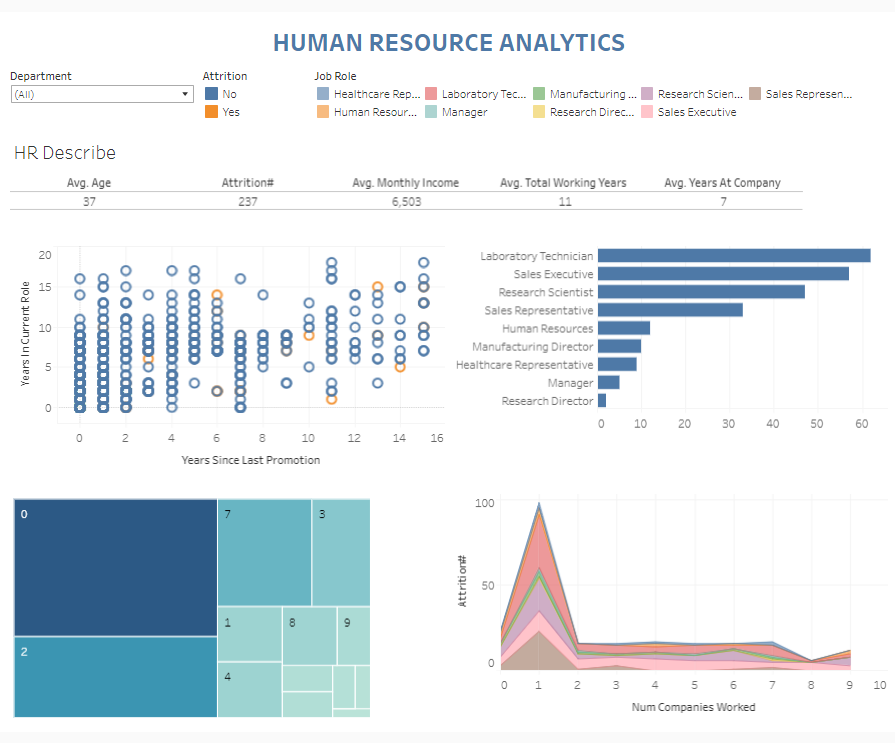 HUMAN RESOURCE ANALYTICS
Department
Attrition
Job Role
(All)
No
Healthcare Rep...
Laboratory Tec...
Manufacturing ...
Research Scien...
Sales Represen...
Yes
Human Resour...
Manager
Research Direc...
Sales Executive
HR Describe
Avg. Age
Attrition#
Avg. Monthly Income
Avg. Total Working Years
Avg. Years At Company
37
237
6,503
11
7
Years In Current Role
20
15
10
5
0
0
2
4
6
8
10
12
14
16
Years Since Last Promotion
Laboratory Technician
Sales Executive
Research Scientist
Sales Representative
Human Resources
Manufacturing Director
Healthcare Representative
Manager
Research Director
0
10
20
30
40
50
60
0
7
3
1
8
9
2
4
Attrition#
100
50
0
0
1
2
3
4
5
6
7
8
9
10
Num Companies Worked